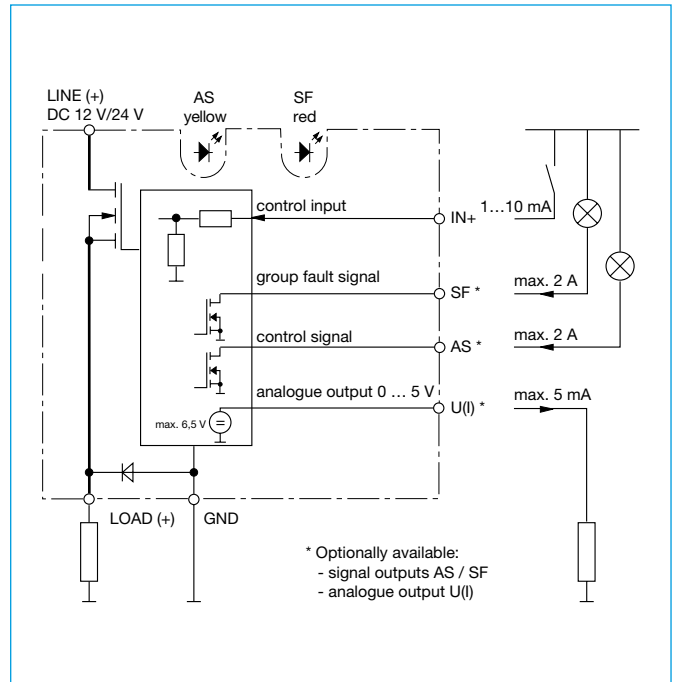 LINE (+)
DC 12 V/24 V
AS
yellow
SF
red
control input
IN+
1…10 mA
group fault signal
SF *
max. 2 A
control signal
AS *
max. 2 A
analogue output 0 … 5 V
U(I) *
max. 5 mA
max. 6,5 V
LOAD (+)
GND
* Optionally available:
- signal outputs AS / SF
- analogue output U(I)